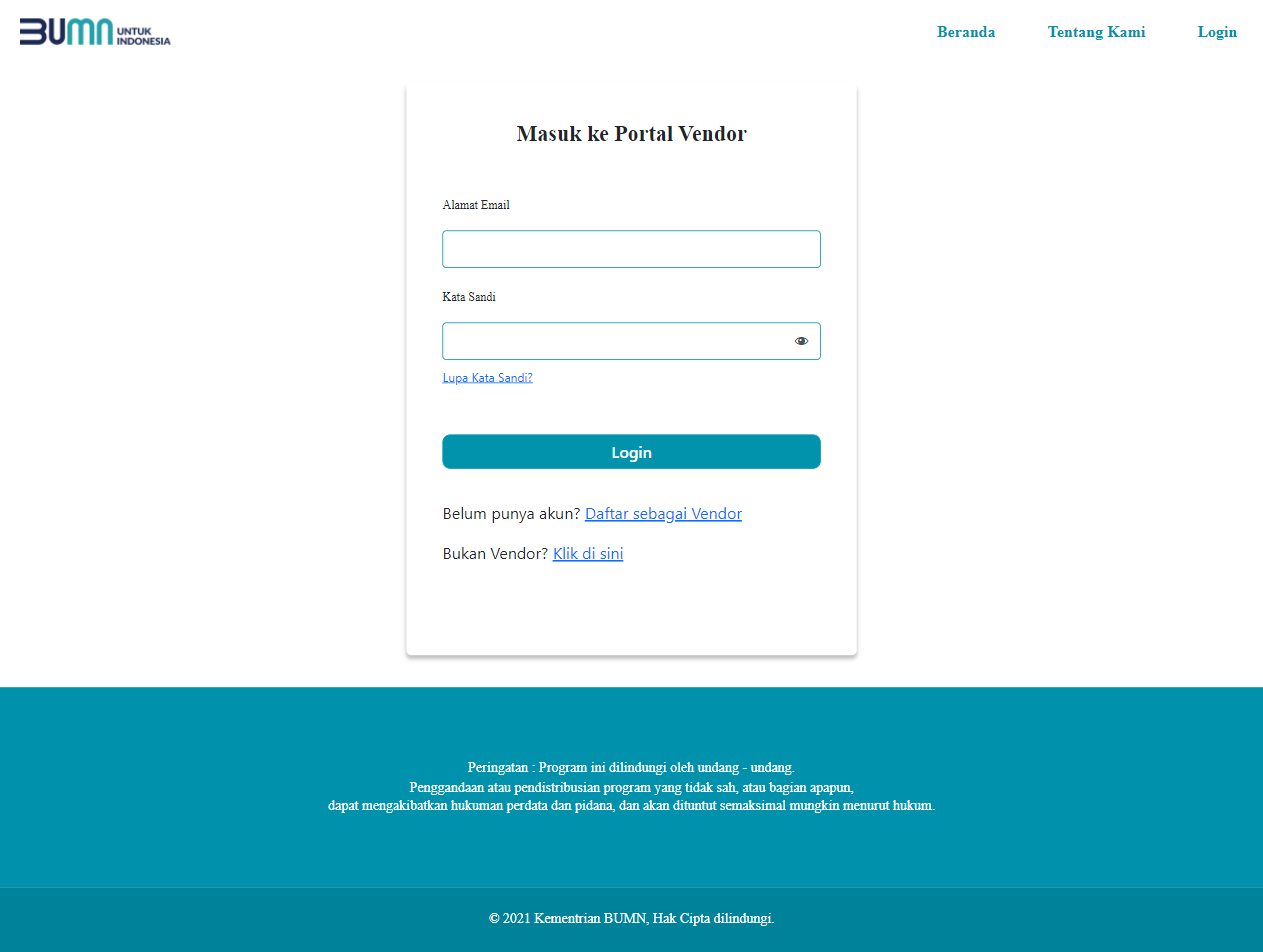 BUMN UNTUK INDONESIA
Beranda
Tentang Kami
Login
Masuk ke Portal Vendor
Alamat Email
Kata Sandi
Lupa Kata Sandi?
Login
Belum punya akun? Daftar sebagai Vendor
Bukan Vendor? Klik di sini
Peringatan : Program ini dilindungi oleh undang - undang.
Penggandaan atau pendistribusian program yang tidak sah, atau bagian apapun,
dapat mengakibatkan hukuman perdata dan pidana, dan akan dituntut semaksimal mungkin menurut hukum.
© 2021 Kementrian BUMN, Hak Cipta dilindungi.